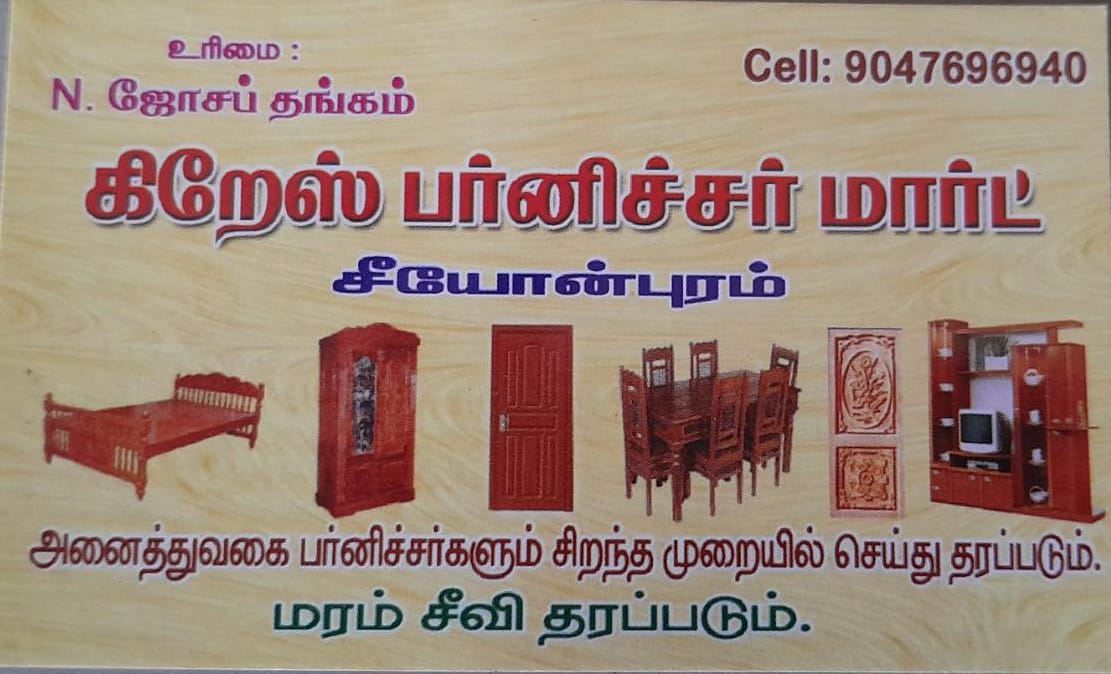 உரிமை :
N. ஜோசப் தங்கம்
Cell: 9047696940
கிறேஸ் பர்னிச்சர் மார்ட்
சீயோன்புரம்
அனைத்துவகை பர்னிச்சர்களும் சிறந்த முறையில் செய்து தரப்படும்.
மரம் சீவி தரப்படும்.